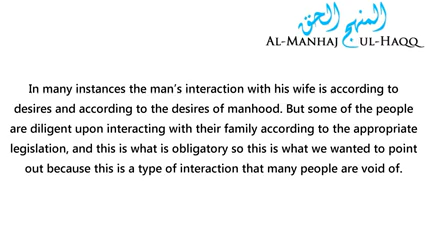 المنهج الحق
AL-MANHAJ UL-HAQQ
In many instances the man's interaction with his wife is according to
desires and according to the desires of manhood. But some of the people
are diligent upon interacting with their family according to the appropriate
legislation, and this is what is obligatory so this is what we wanted to point
out because this is a type of interaction that many people are void of.